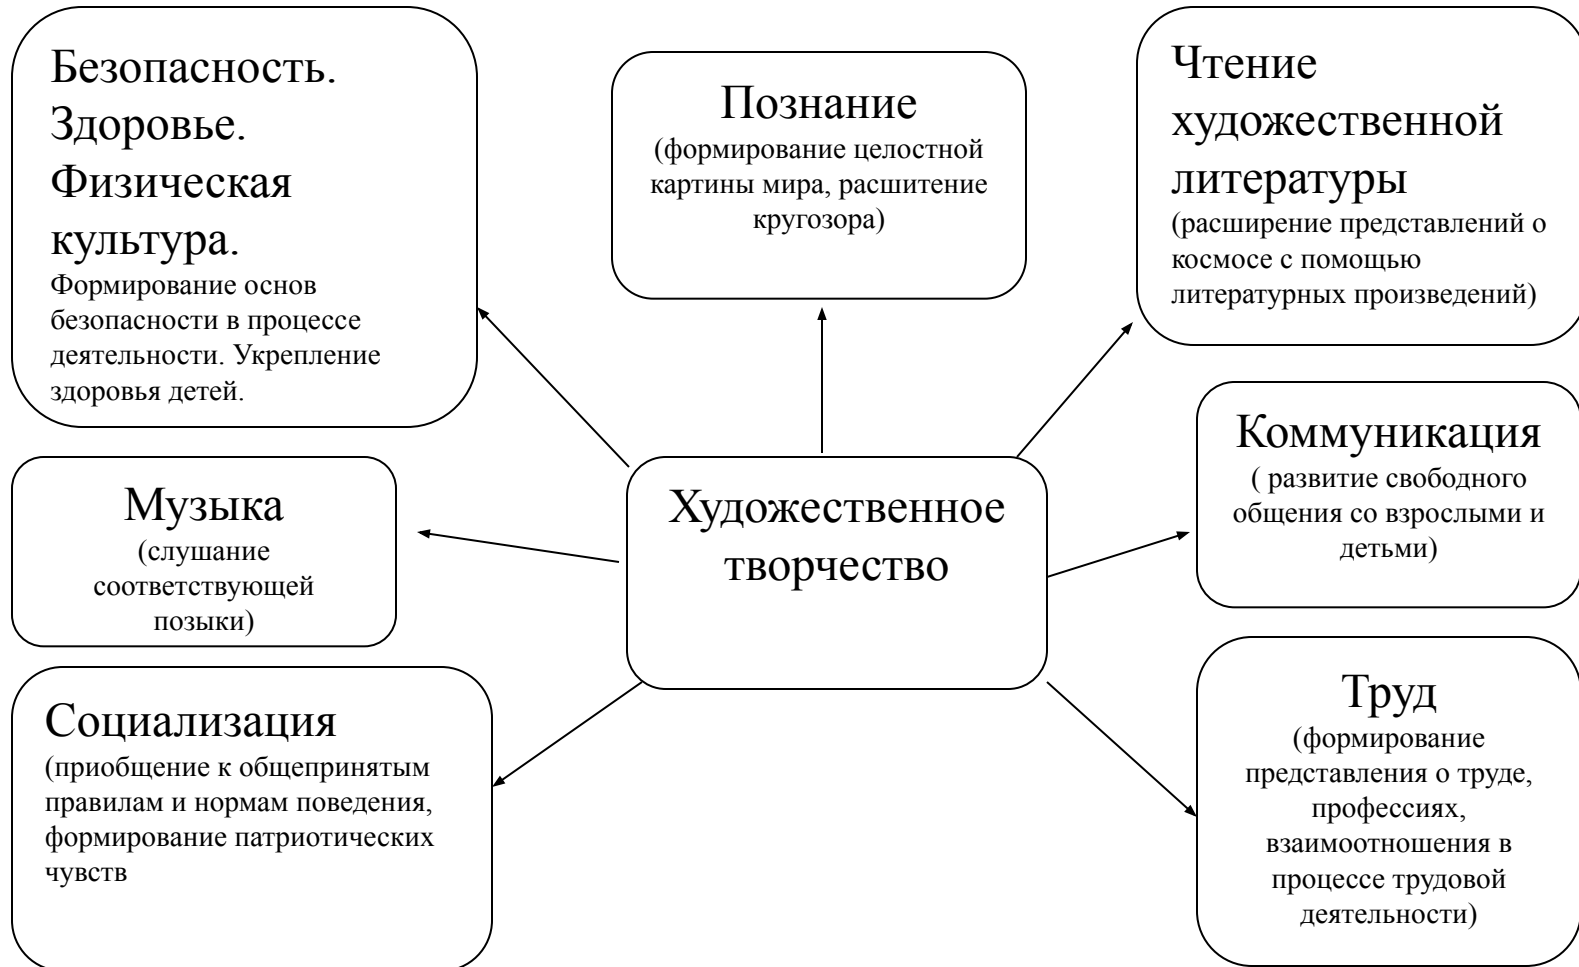 Безопасность.
Здоровье.
Физическая
культура.
Формирование основ
безопасности в процессе
деятельности. Укрепление
здоровья детей.
Познание
(формирование целостной
картины мира, расшитение
кругозора)
Чтение
художественной
литературы
(расширение представлений о
космосе с помощью
литературных произведений)
Музыка
(слушание
соответствующей
позыки)
Художественное
творчество
Коммуникация
( развитие свободного
общения со взрослыми и
детьми)
Социализация
(приобщение к общепринятым
правилам и нормам поведения,
формирование патриотических
чувств
Труд
(формирование
представления о труде,
профессиях,
взаимоотношения в
процессе трудовой
деятельности)